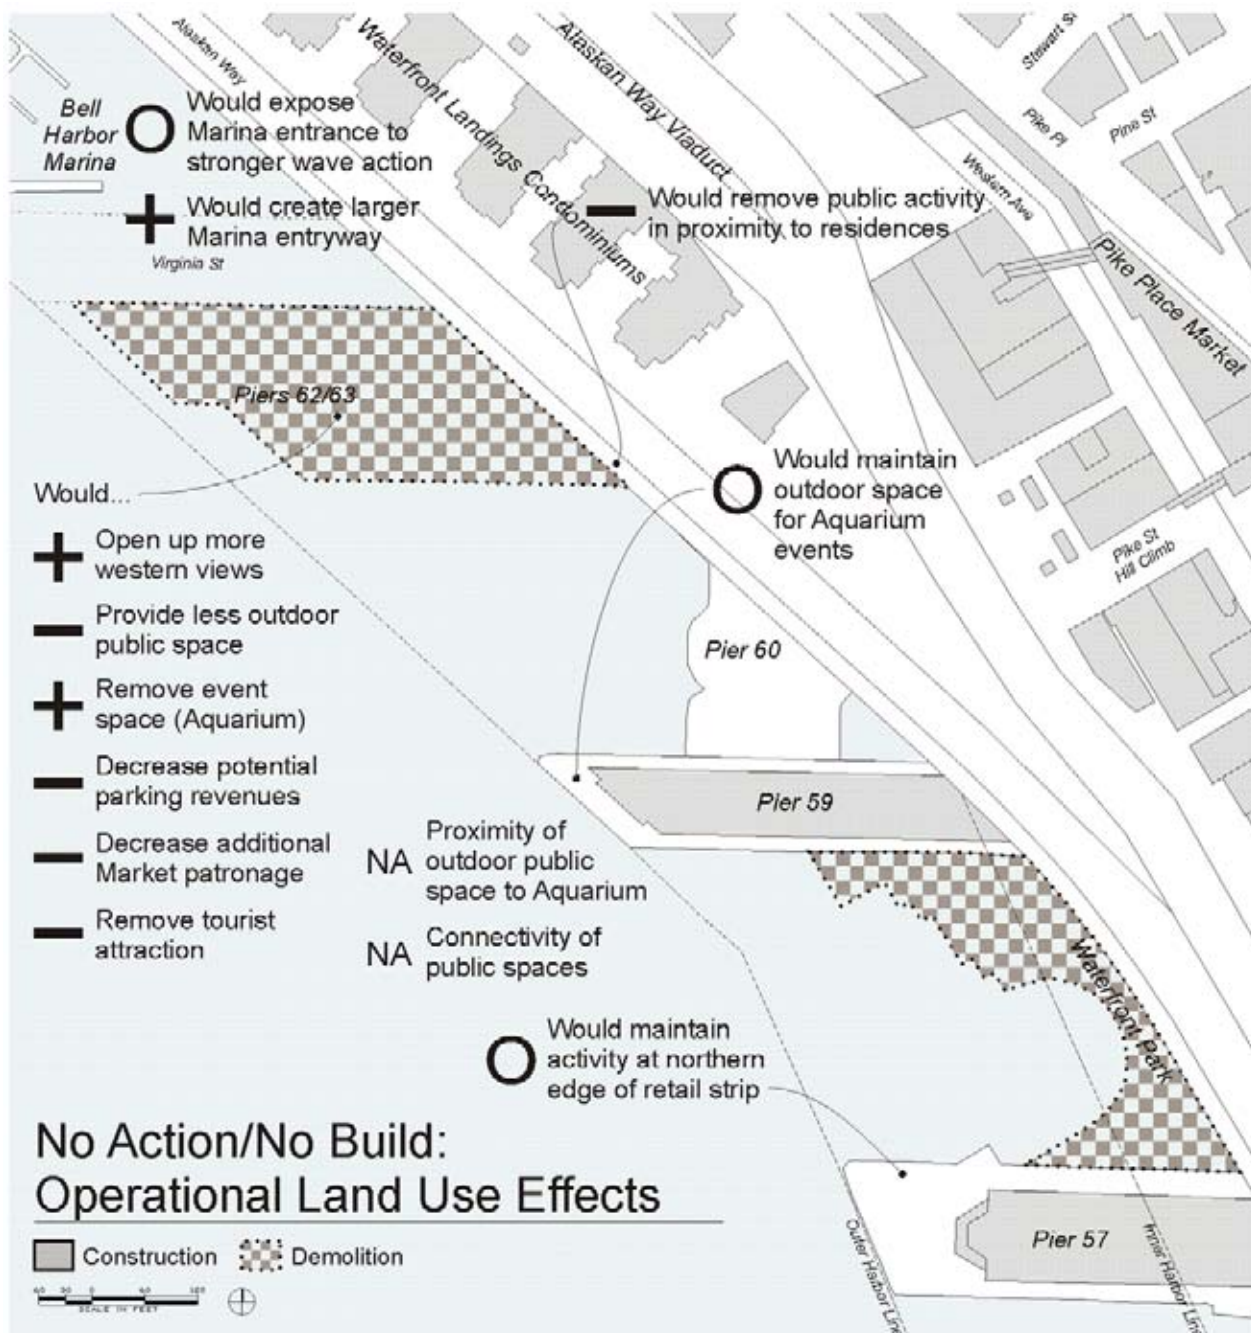 Alaskan Way
Waterfront Landings Condominiums
Alaskan Way Viaduct
Stewart St
Pike Pl
Pine St
Western Ave
Pike Place Market
Bell
Harbor
Marina
O Would expose
Marina entrance to
stronger wave action
+ Would create larger
Marina entryway
Virginia St
− Would remove public activity
in proximity to residences
Piers 62/63
Would...
+ Open up more
western views
− Provide less outdoor
public space
+ Remove event
space (Aquarium)
− Decrease potential
parking revenues
− Decrease additional
Market patronage
− Remove tourist
attraction
O Would maintain
outdoor space
for Aquarium
events
Pike St
Hill Climb
Pier 60
Pier 59
NA Proximity of
outdoor public
space to Aquarium
NA Connectivity of
public spaces
Waterfront Park
O Would maintain
activity at northern
edge of retail strip
Pier 57
Outer Harbor Line
Inner Harbor Line
No Action/No Build:
Operational Land Use Effects
Construction Demolition
SCALE IN FEET